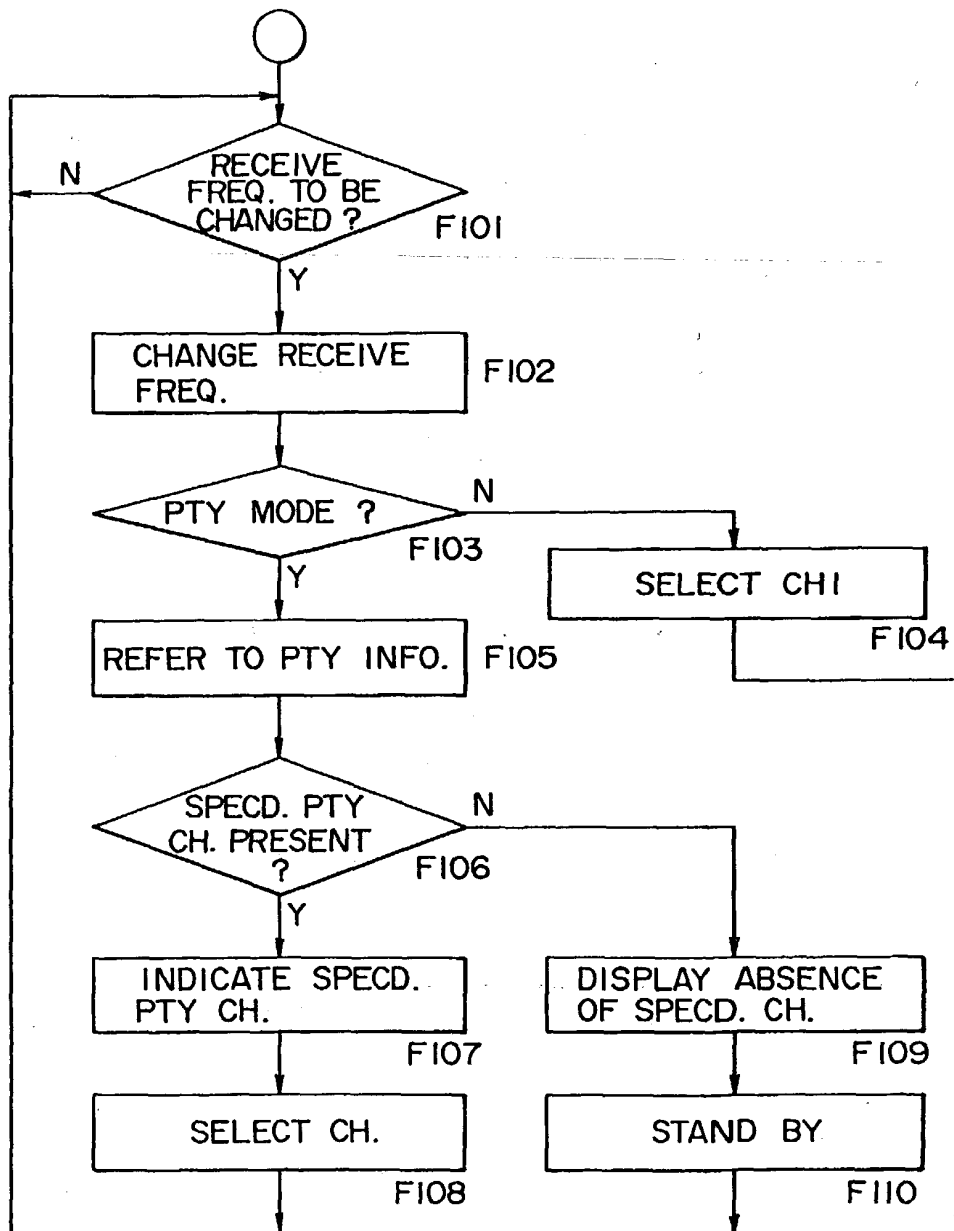 RECEIVE
FREQ. TO BE
CHANGED ?
N
F101
Y
CHANGE RECEIVE
FREQ.
F102
PTY MODE ?
N
F103
Y
SELECT CH1
F104
REFER TO PTY INFO.
F105
SPECD. PTY
CH. PRESENT
?
N
F106
Y
INDICATE SPECD.
PTY CH.
F107
DISPLAY ABSENCE
OF SPECD. CH.
F109
SELECT CH.
F108
STAND BY
F110